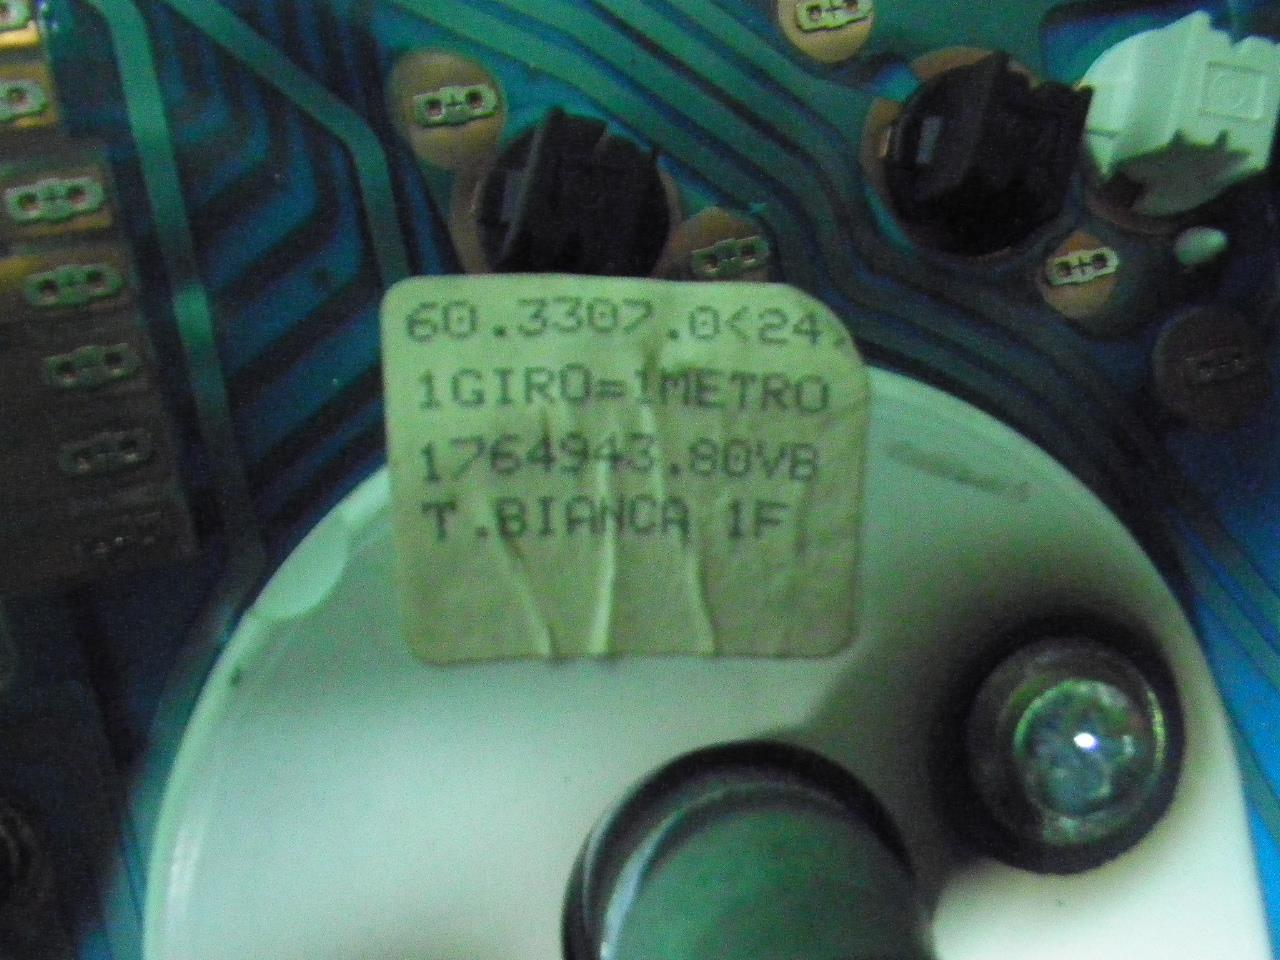 60.3307.0<24>
1GIRO=1METRO
1764943.80VB
T.BIANCA 1F